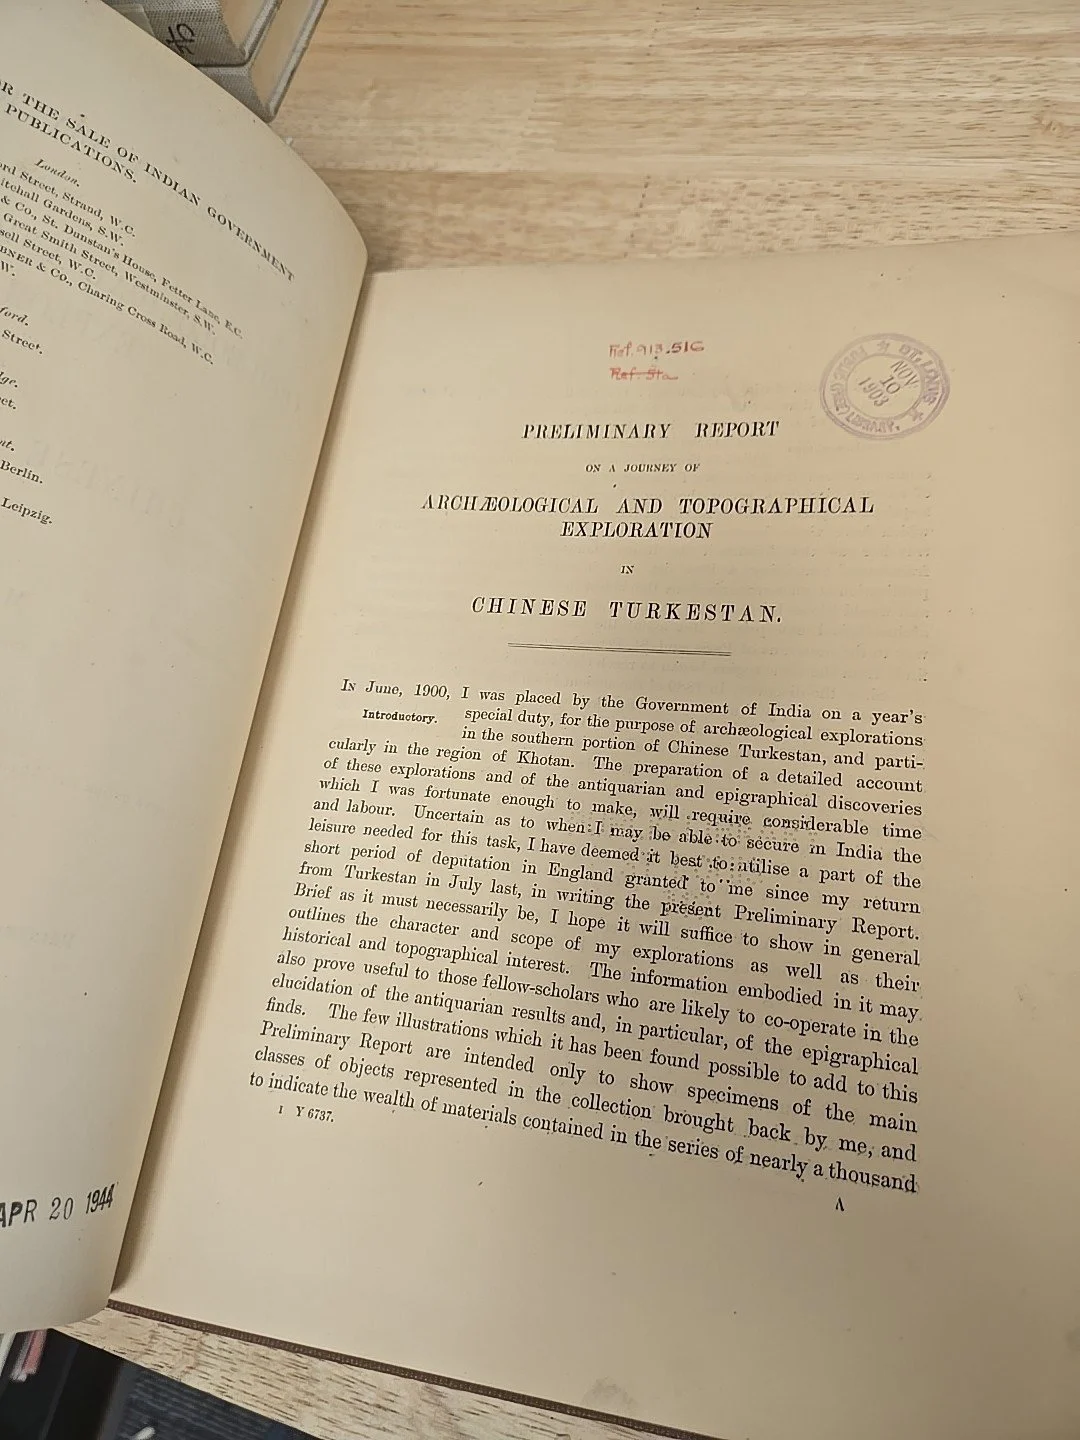 OR THE SALE OF INDIAN GOVERNMENT
PUBLICATIONS.
London.
Street, Strand, W.C.
Gardens, S.W.
& Co., St. Dunstan's House, Fetter Lane, E.C.
Great Smith Street, Westminster, S.W.
Street, W.C.
& Co., Charing Cross Road, W.C.
W.
Street.
Berlin.
Leipzig.
APR 20 1944
Ref. 913.516
Ref. Sta
ST. LOUIS
LIBRARY.
NOV
10
1903
PRELIMINARY REPORT
ON A JOURNEY OF
ARCHÆOLOGICAL AND TOPOGRAPHICAL
EXPLORATION
IN
CHINESE TURKESTAN.
In June, 1900, I was placed by the Government of India on a year's
Introductory. special duty, for the purpose of archæological explorations
in the southern portion of Chinese Turkestan, and parti-
cularly in the region of Khotan. The preparation of a detailed account
of these explorations and of the antiquarian and epigraphical discoveries
which I was fortunate enough to make, will require considerable time
and labour. Uncertain as to when I may be able to secure in India the
leisure needed for this task, I have deemed it best to utilise a part of the
short period of deputation in England granted to me since my return
from Turkestan in July last, in writing the present Preliminary Report.
Brief as it must necessarily be, I hope it will suffice to show in general
outlines the character and scope of my explorations as well as their
historical and topographical interest. The information embodied in it may
also prove useful to those fellow-scholars who are likely to co-operate in the
elucidation of the antiquarian results and, in particular, of the epigraphical
finds. The few illustrations which it has been found possible to add to this
Preliminary Report are intended only to show specimens of the main
classes of objects represented in the collection brought back by me, and
to indicate the wealth of materials contained in the series of nearly a thousand
I Y 6737.
A